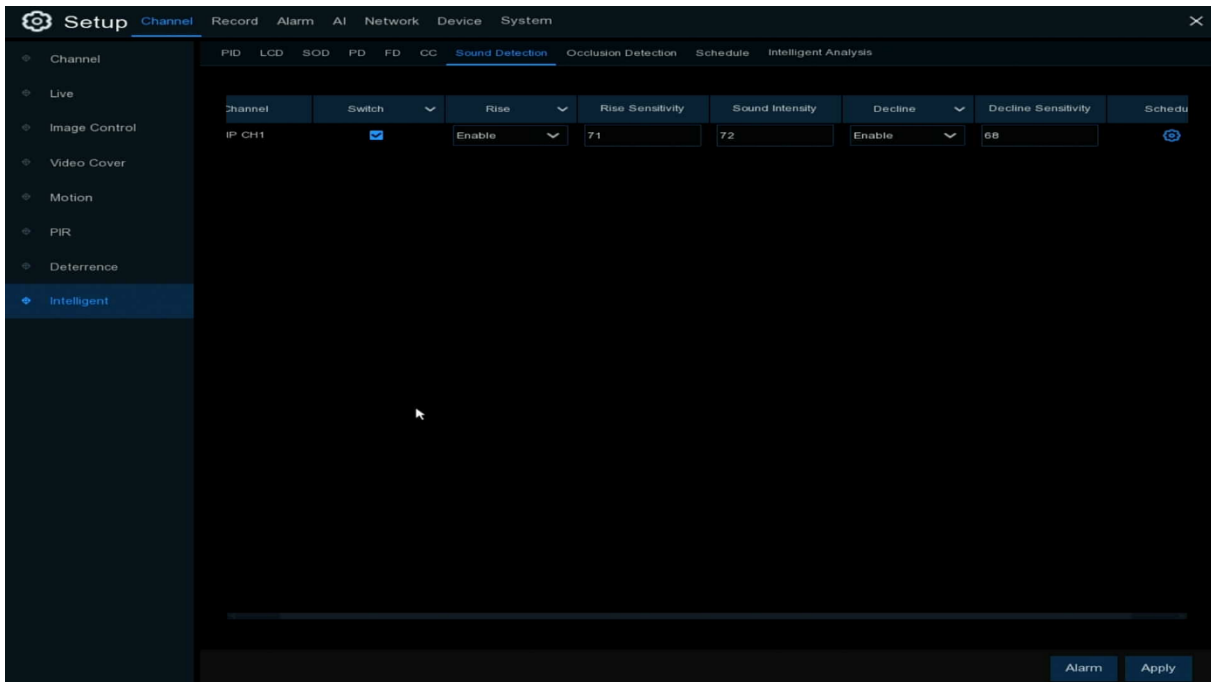 Setup Channel Record Alarm AI Network Device System
PID LCD SOD PD FD CC Sound Detection Occlusion Detection Schedule Intelligent Analysis
Channel
Live
Image Control
Video Cover
Motion
PIR
Deterrence
Intelligent
Channel Switch Rise Rise Sensitivity Sound Intensity Decline Decline Sensitivity Schedu
IP CH1 Enable 71 72 Enable 68
Alarm Apply